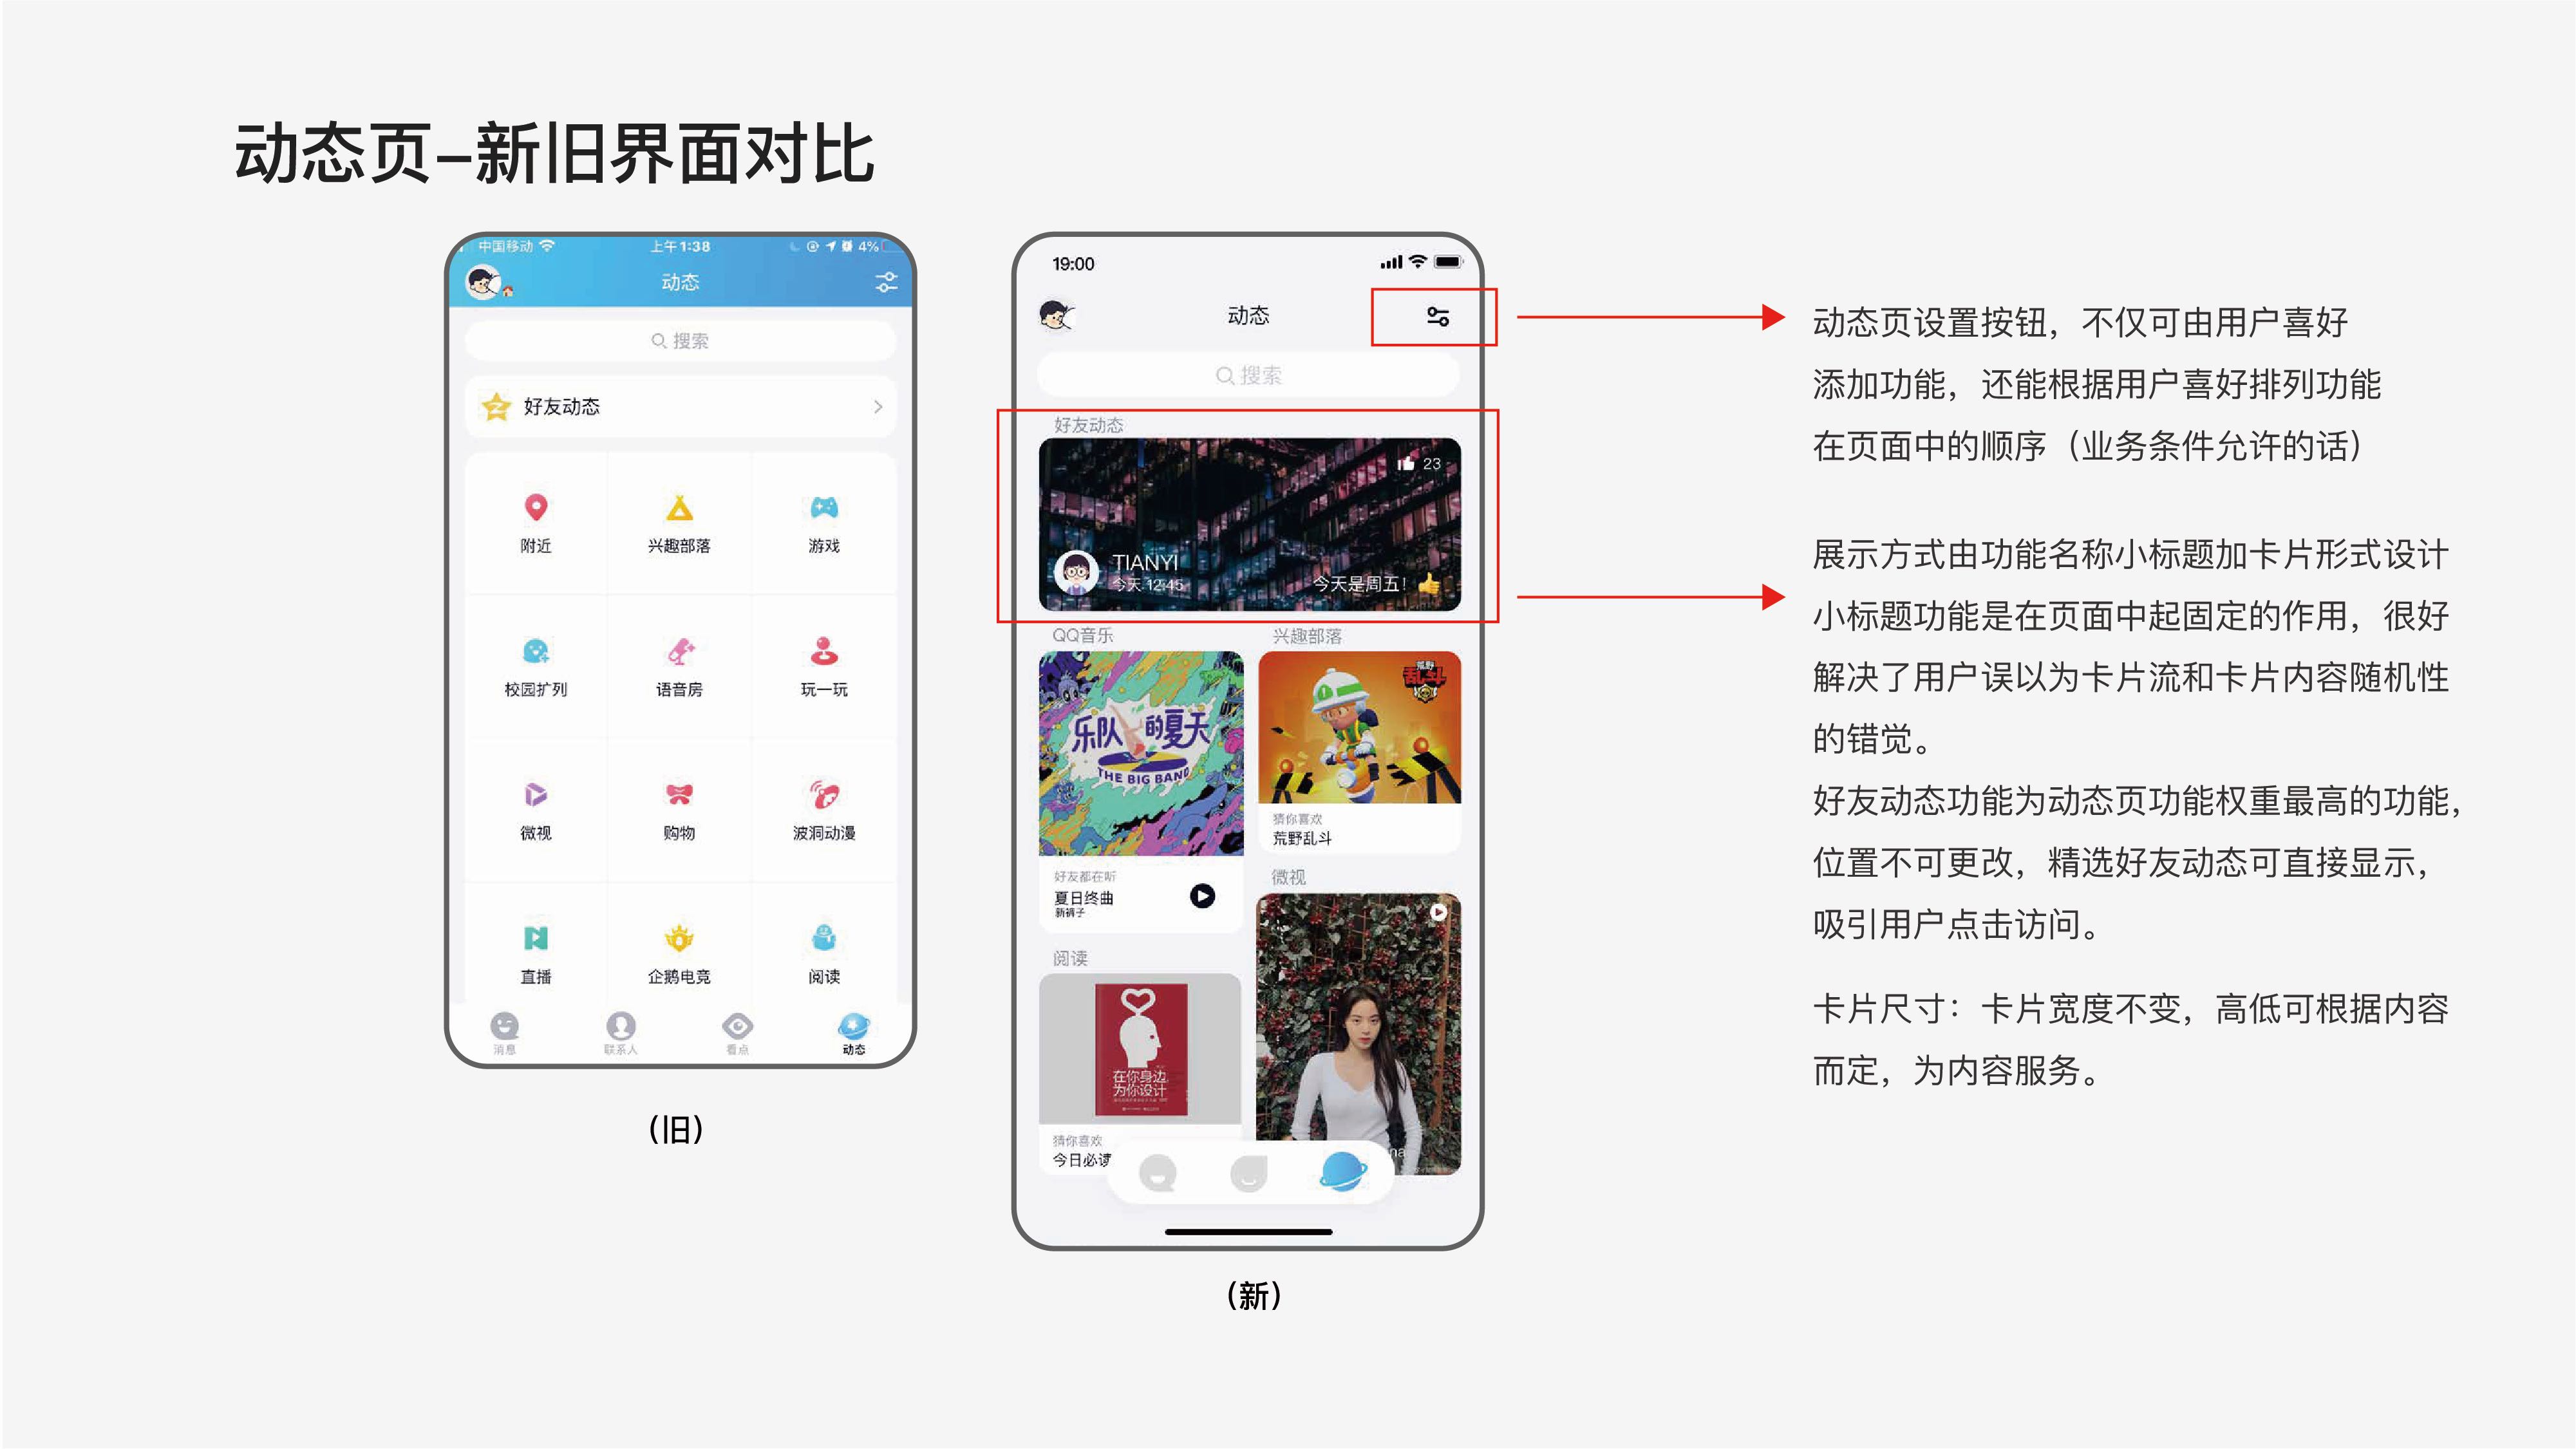 动态页–新旧界面对比
中国移动
上午1:38
4%
动态
搜索
好友动态
附近
兴趣部落
游戏
校园扩列
语音房
玩一玩
微视
购物
波洞动漫
直播
企鹅电竞
阅读
消息
联系人
看点
动态
（旧）
19:00
动态
搜索
好友动态
23
TIANYI
今天 12:45
今天是周五！
QQ音乐
兴趣部落
乐队的夏天
THE BIG BAND
荒野
乱斗
好友都在听
夏日终曲
新裤子
猜你喜欢
荒野乱斗
微视
阅读
在你身边
为你设计
猜你喜欢
今日必读
na
（新）
动态页设置按钮，不仅可由用户喜好
添加功能，还能根据用户喜好排列功能
在页面中的顺序（业务条件允许的话）
展示方式由功能名称小标题加卡片形式设计
小标题功能是在页面中起固定的作用，很好
解决了用户误以为卡片流和卡片内容随机性
的错觉。
好友动态功能为动态页功能权重最高的功能，
位置不可更改，精选好友动态可直接显示，
吸引用户点击访问。
卡片尺寸：卡片宽度不变，高低可根据内容
而定，为内容服务。